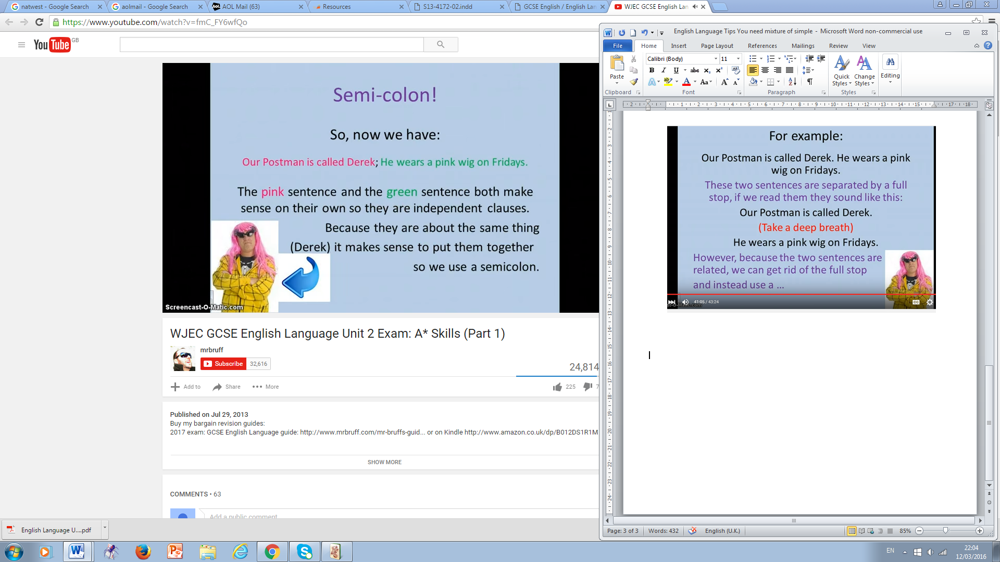 natwest - Google Search
aolmail - Google Search
AOL Mail (63)
Resources
S13-4172-02.indd
GCSE English / English Lan
WJEC GCSE English Lan
https://www.youtube.com/watch?v=fmC_FY6wfQo
YouTube GB
Semi-colon!
So, now we have:
Our Postman is called Derek; He wears a pink wig on Fridays.
The pink sentence and the green sentence both make
sense on their own so they are independent clauses.
Because they are about the same thing
(Derek) it makes sense to put them together
so we use a semicolon.
Screencast-O-Matic.com
WJEC GCSE English Language Unit 2 Exam: A* Skills (Part 1)
mrbruff
Subscribe 32,616
24,814
Add to Share More
225 7
Published on Jul 29, 2013
Buy my bargain revision guides:
2017 exam: GCSE English Language guide: http://www.mrbruff.com/mr-bruffs-guid... or on Kindle http://www.amazon.co.uk/dp/B012DS1R1M
SHOW MORE
COMMENTS • 63
Add a public comment
English Language U....pdf
English Language Tips You need mixture of simple - Microsoft Word non-commercial use
File Home Insert Page Layout References Mailings Review View
Calibri (Body) 11
Paste
Quick Styles
Change Styles
Editing
Clipboard Font Paragraph Styles
For example:
Our Postman is called Derek. He wears a pink
wig on Fridays.
These two sentences are separated by a full
stop, if we read them they sound like this:
Our Postman is called Derek.
(Take a deep breath)
He wears a pink wig on Fridays.
However, because the two sentences are
related, we can get rid of the full stop
and instead use a ...
41:05 / 43:24
Page: 3 of 3 Words: 432 English (U.K.) 85%
EN
22:04
12/03/2016